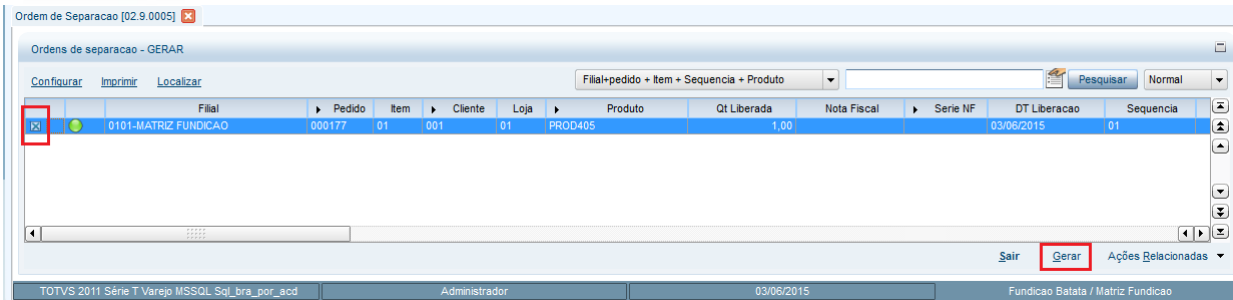 Ordem de Separacao [02.9.0005]
Ordens de separacao - GERAR
Configurar Imprimir Localizar Filial+pedido + Item + Sequencia + Produto Pesquisar Normal
Filial Pedido Item Cliente Loja Produto Qt Liberada Nota Fiscal Serie NF DT Liberacao Sequencia
0101-MATRIZ FUNDICAO 000177 01 001 01 PROD405 1,00 03/06/2015 01
Sair Gerar Ações Relacionadas
TOTVS 2011 Série T Varejo MSSQL Sql_bra_por_acd Administrador 03/06/2015 Fundicao Batata / Matriz Fundicao